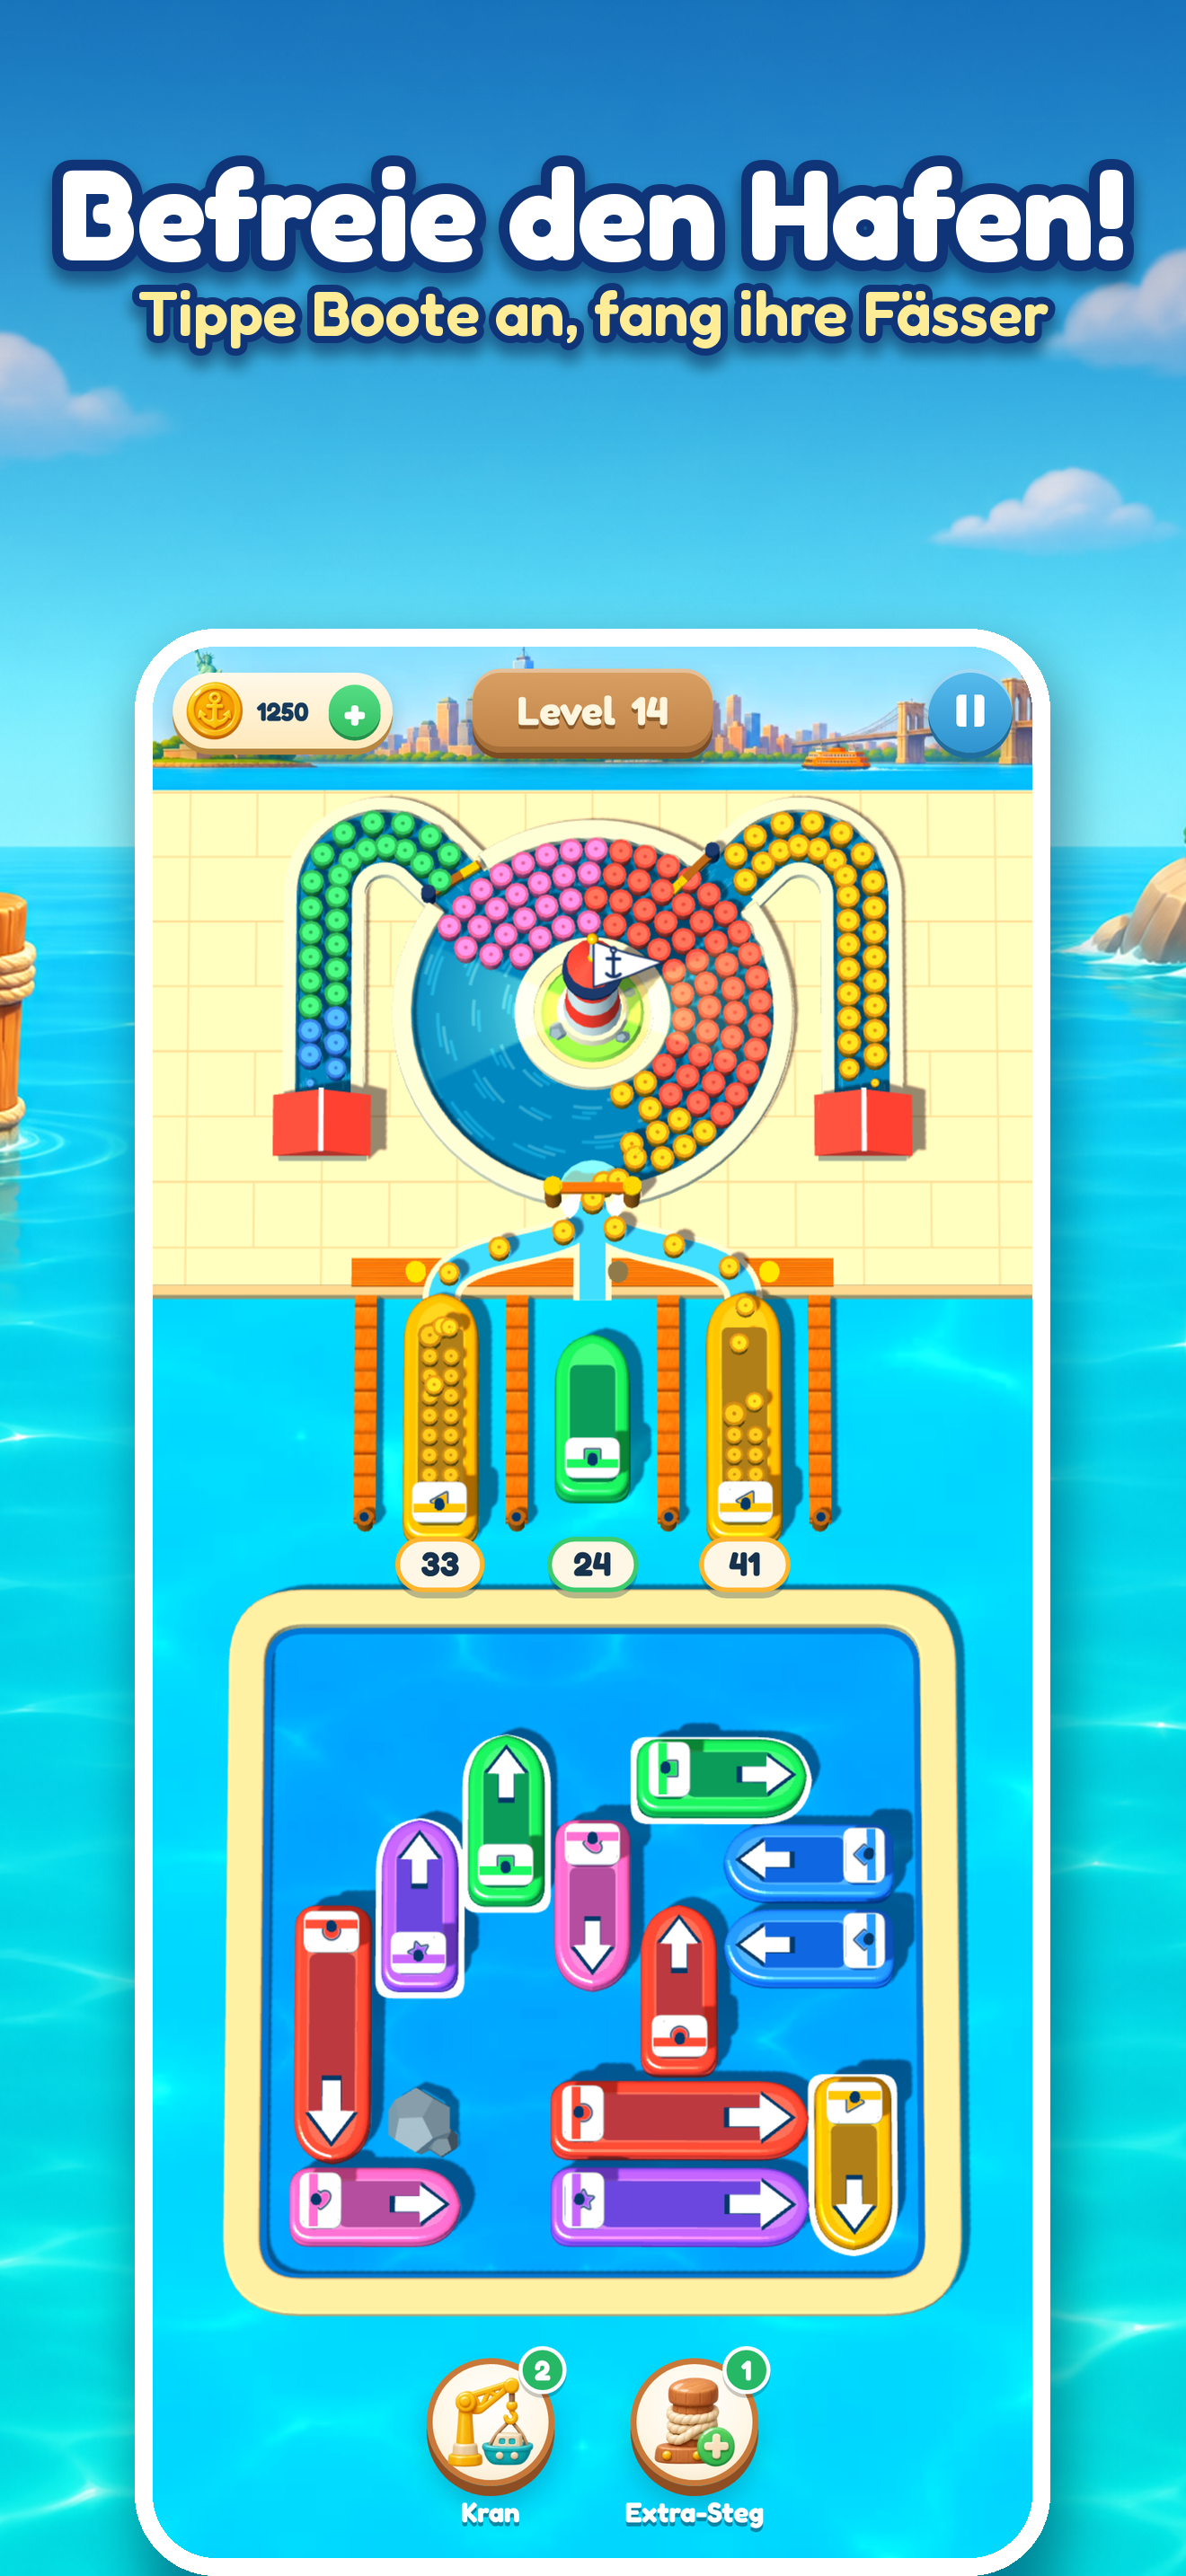 Befreie den Hafen!
Tippe Boote an, fang ihre Fässer
1250
Level 14
33
24
41
2
1
Kran
Extra-Steg